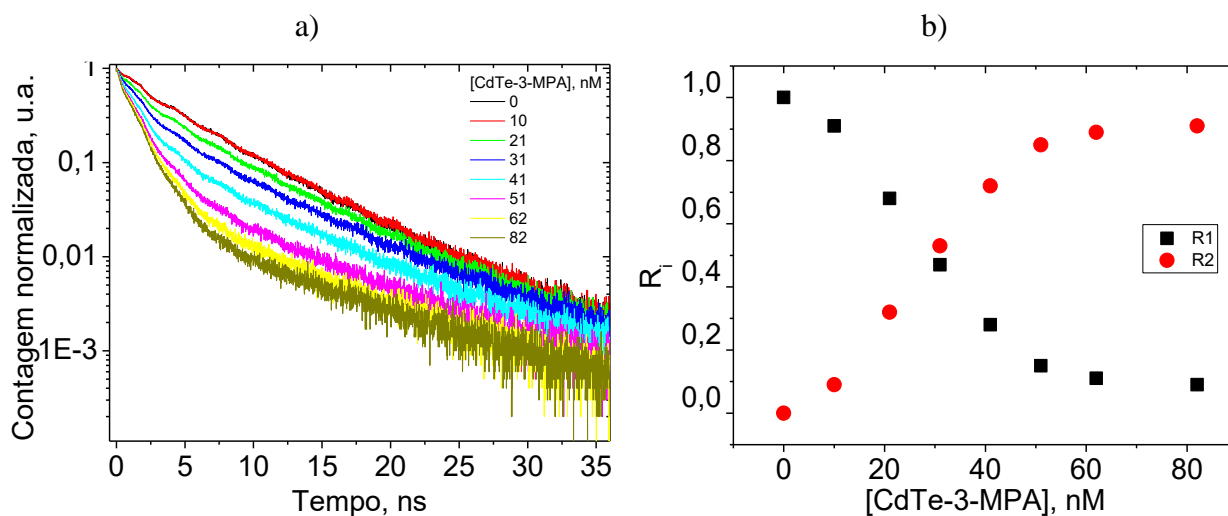 a)
b)
Contagem normalizada, u.a.
1
0,1
0,01
1E-3
0 5 10 15 20 25 30 35
Tempo, ns
[CdTe-3-MPA], nM
0
10
21
31
41
51
62
82
R_i
1,0
0,8
0,6
0,4
0,2
0,0
0 20 40 60 80
[CdTe-3-MPA], nM
R1
R2